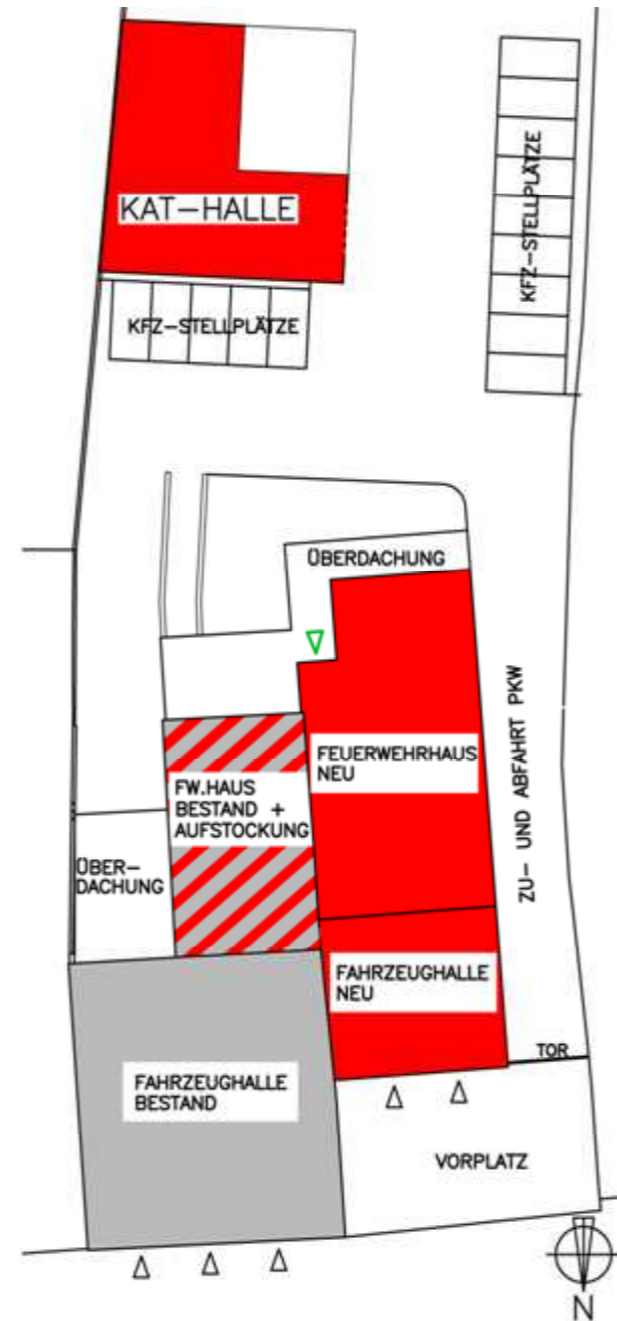 KAT-HALLE
KFZ-STELLPLÄTZE
KFZ-STELLPLÄTZE
ÜBERDACHUNG
FEUERWEHRHAUS
NEU
FW.HAUS
BESTAND +
AUFSTOCKUNG
ZU- UND ABFAHRT PKW
ÜBER-
DACHUNG
FAHRZEUGHALLE
NEU
TOR
FAHRZEUGHALLE
BESTAND
VORPLATZ
N